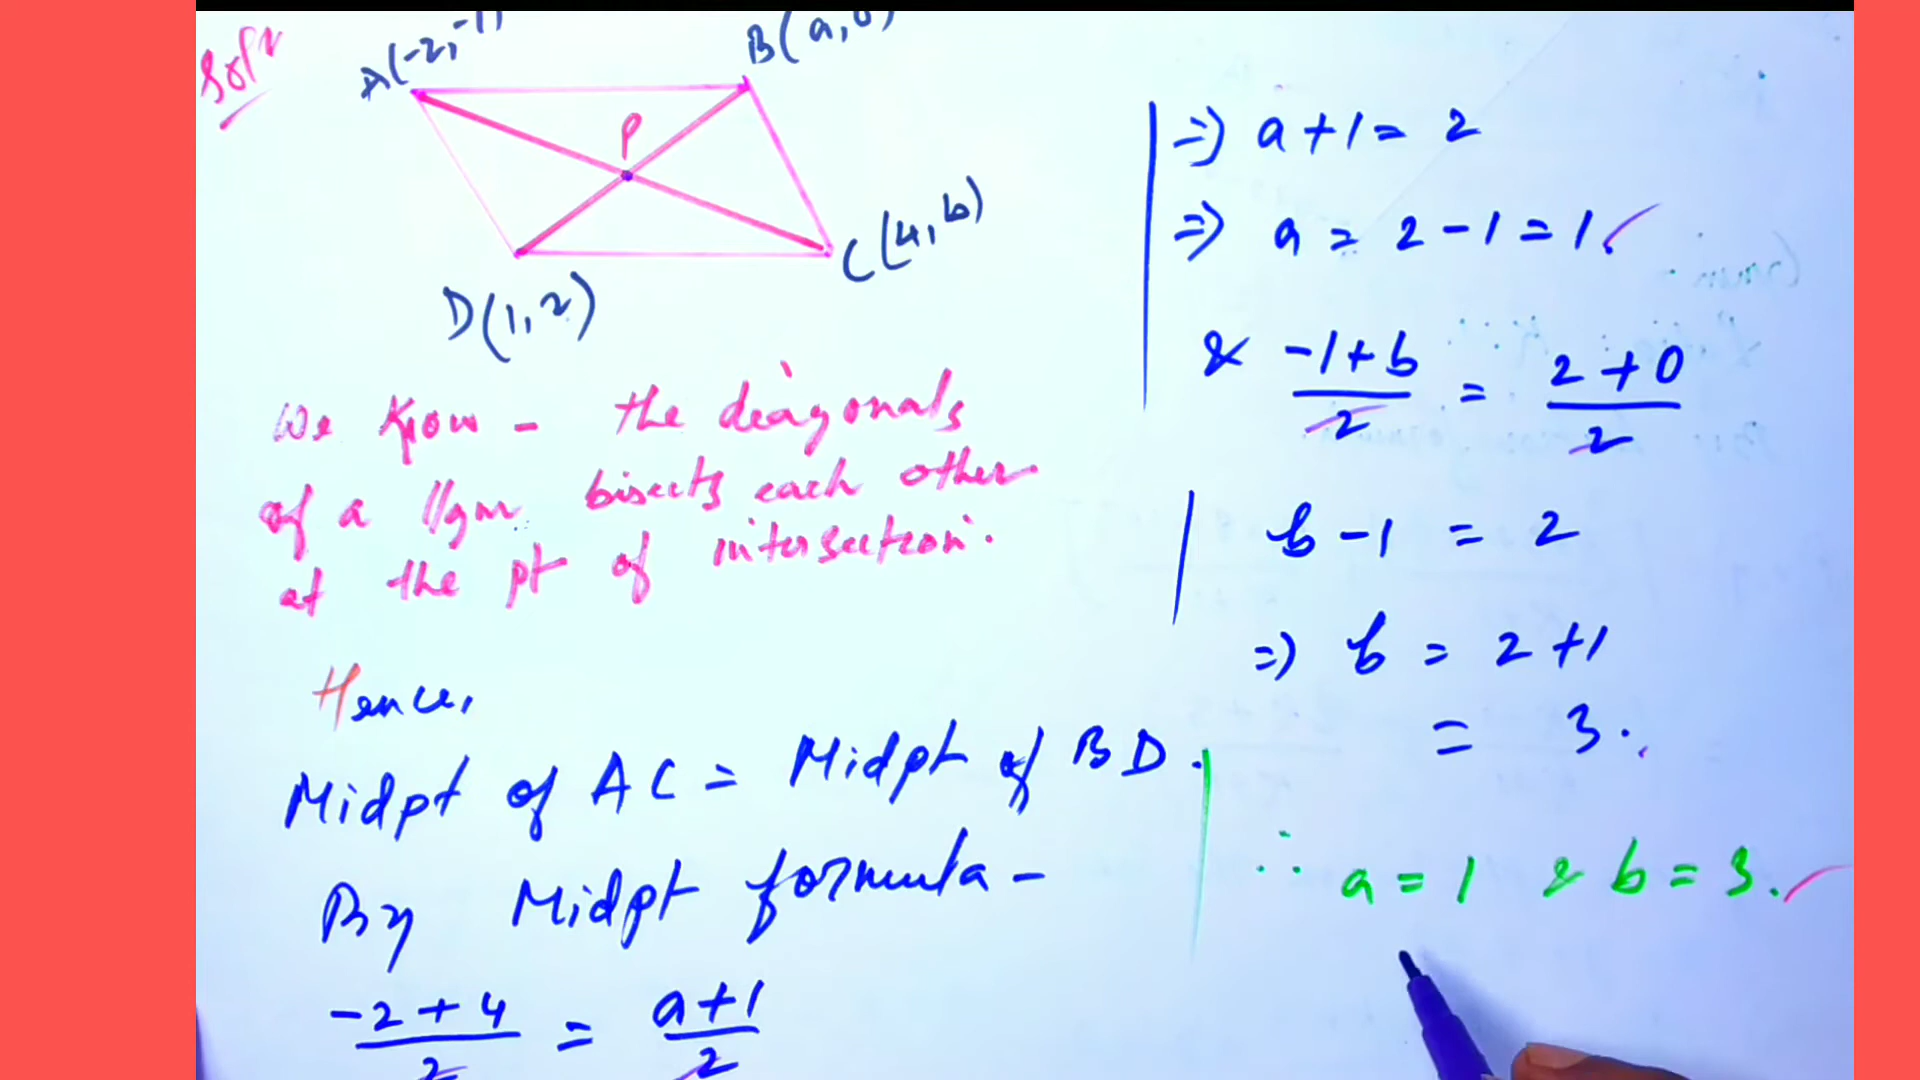 Soln
A(-2,-1)
B(a,0)
P
C(4,b)
D(1,2)
We Know - the diagonals
of a llgm bisects each other
at the pt of intersection.
Hence,
Midpt of AC = Midpt of BD.
By Midpt formula -
-2+4/2 = a+1/2
=) a+1 = 2
=) a = 2-1 = 1
& -1+b/2 = 2+0/2
b-1 = 2
=) b = 2+1
= 3.
∴ a = 1 & b = 3.